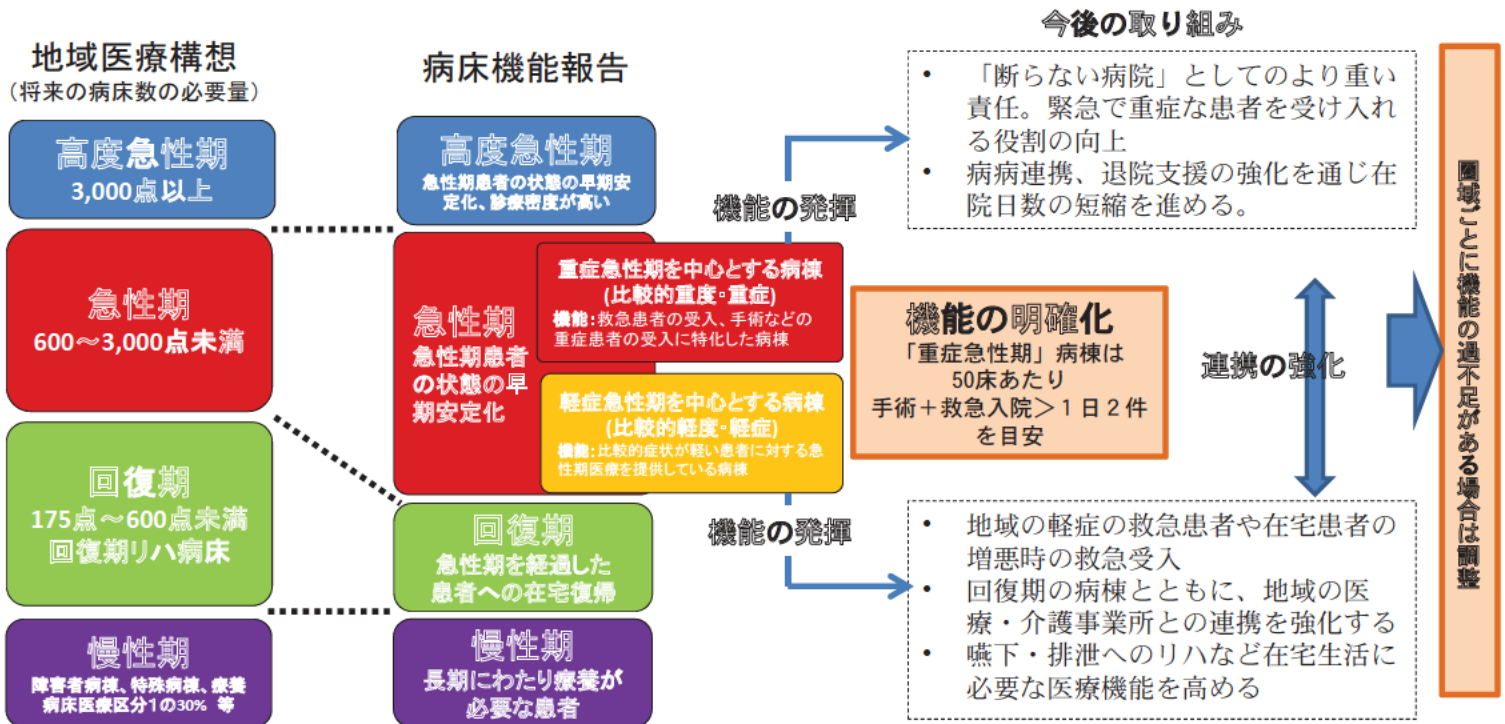 地域医療構想
(将来の病床数の必要量)
高度急性期
3,000点以上
急性期
600～3,000点未満
回復期
175点～600点未満
回復期リハ病床
慢性期
障害者病棟、特殊病棟、療養
病床医療区分1の30% 等
病床機能報告
高度急性期
急性期患者の状態の早期安
定化、診療密度が高い
急性期
急性期患者
の状態の早
期安定化
重症急性期を中心とする病棟
(比較的重度・重症)
機能:救急患者の受入、手術などの
重症患者の受入に特化した病棟
軽症急性期を中心とする病棟
(比較的軽度・軽症)
機能:比較的症状が軽い患者に対する急
性期医療を提供している病棟
回復期
急性期を経過した
患者への在宅復帰
慢性期
長期にわたり療養が
必要な患者
機能の発揮
機能の発揮
機能の明確化
「重症急性期」病棟は
50床あたり
手術＋救急入院＞１日２件
を目安
今後の取り組み
• 「断らない病院」としてのより重い
責任。緊急で重症な患者を受け入れ
る役割の向上
• 病病連携、退院支援の強化を通じ在
院日数の短縮を進める。
連携の強化
• 地域の軽症の救急患者や在宅患者の
増悪時の救急受入
• 回復期の病棟とともに、地域の医
療・介護事業所との連携を強化する
• 嚥下・排泄へのリハなど在宅生活に
必要な医療機能を高める
圏域ごとに機能の過不足がある場合は調整